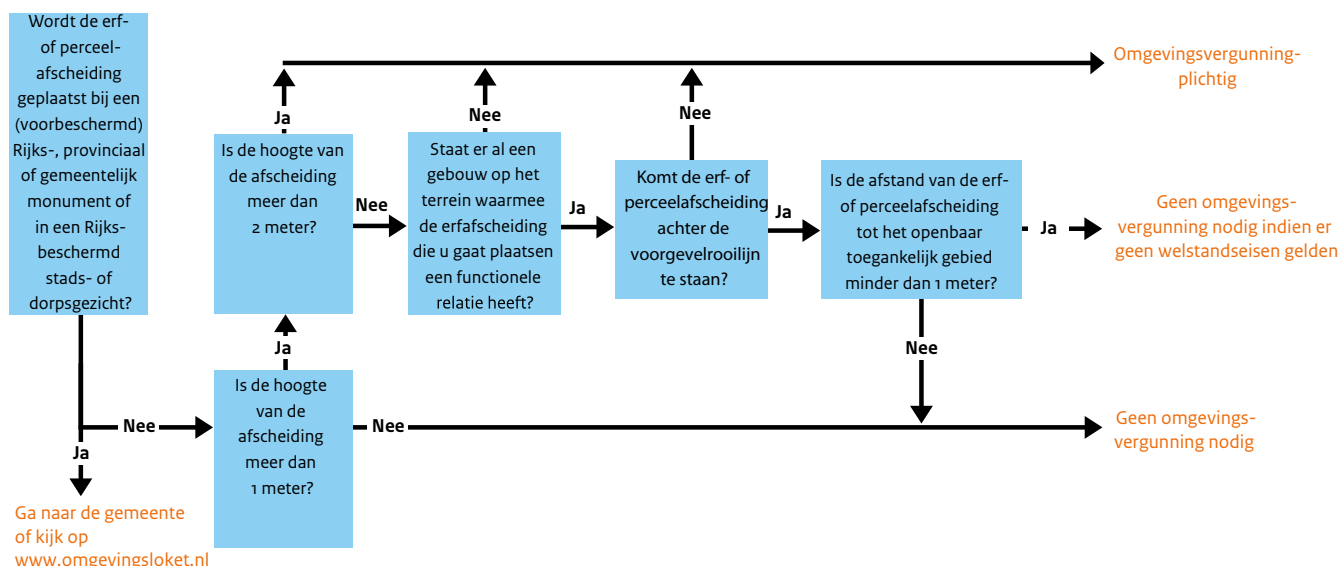 Wordt de erf-
of perceel-
afscheiding
geplaatst bij een
(voorbeschermd)
Rijks-, provinciaal
of gemeentelijk
monument of
in een Rijks-
beschermd
stads- of
dorpsgezicht?
Nee
Ja
Ga naar de gemeente
of kijk op
www.omgevingsloket.nl
Is de hoogte
van de
afscheiding
meer dan
1 meter?
Ja
Nee
Is de hoogte van
de afscheiding
meer dan
2 meter?
Ja
Nee
Staat er al een
gebouw op het
terrein waarmee
de erfafscheiding
die u gaat plaatsen
een functionele
relatie heeft?
Nee
Ja
Komt de erf- of
perceelafscheiding
achter de
voorgevelrooilijn
te staan?
Nee
Ja
Is de afstand van de erf-
of perceelafscheiding
tot het openbaar
toegankelijk gebied
minder dan 1 meter?
Ja
Nee
Omgevingsvergunning-
plichtig
Geen omgevings-
vergunning nodig indien er
geen welstandseisen gelden
Geen omgevings-
vergunning nodig